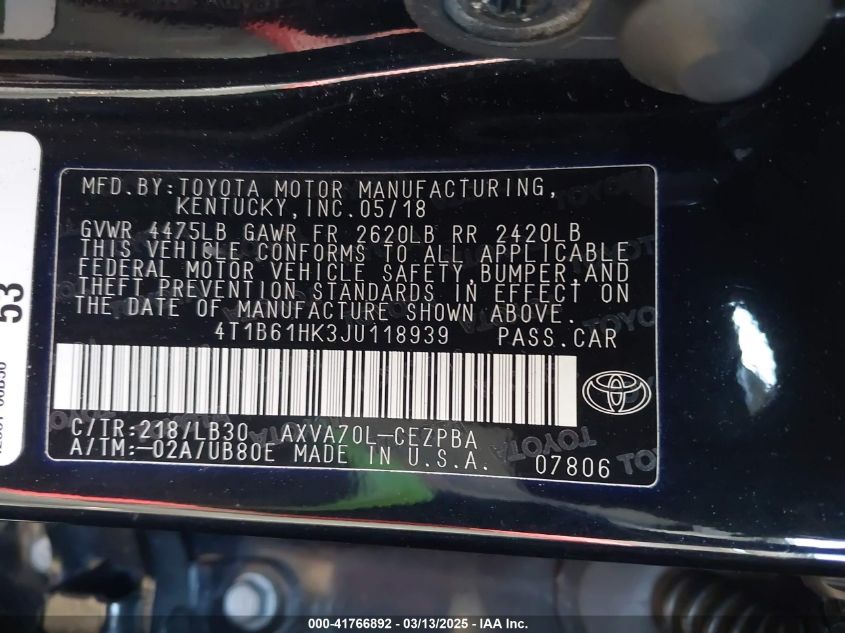 MFD.BY:TOYOTA MOTOR MANUFACTURING,
KENTUCKY,INC.05/18
GVWR 4475LB GAWR FR 2620LB RR 2420LB
THIS VEHICLE CONFORMS TO ALL APPLICABLE
FEDERAL MOTOR VEHICLE SAFETY,BUMPER,AND
THEFT PREVENTION STANDARDS IN EFFECT ON
THE DATE OF MANUFACTURE SHOWN ABOVE.
4T1B61HK3JU118939 PASS.CAR
C/TR:218/LB30 AXVA70L-CEZPBA
A/TM:-02A/UB80E MADE IN U.S.A. 07806
53
TOYOTA
000-41766892 — 03/13/2025 — IAA Inc.